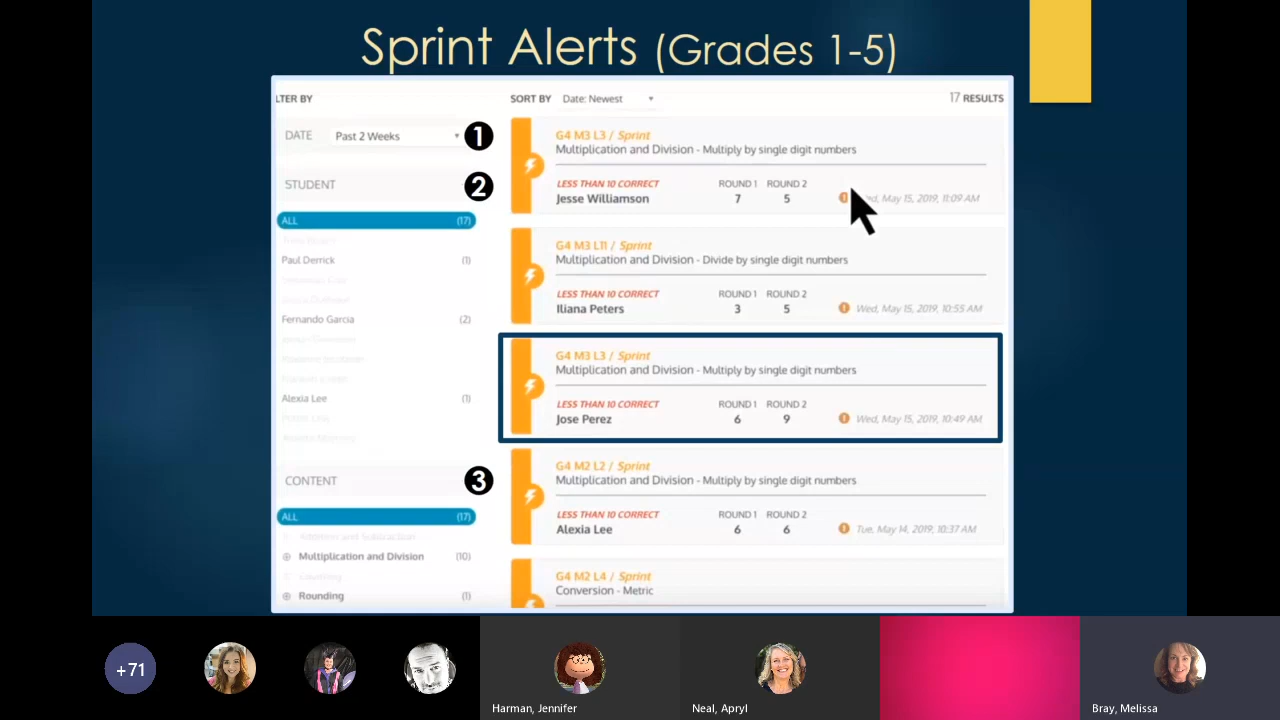 Sprint Alerts (Grades 1-5)
LTER BY
DATE Past 2 Weeks
1
STUDENT
2
ALL (17)
Paul Derrick (1)
Fernando Garcia (2)
Alexia Lee (1)
CONTENT
3
ALL (17)
Addition and Subtraction
Multiplication and Division (10)
Counting
Rounding (1)
SORT BY Date: Newest
17 RESULTS
G4 M3 L3 / Sprint
Multiplication and Division - Multiply by single digit numbers
LESS THAN 10 CORRECT ROUND 1 ROUND 2
Jesse Williamson 7 5 May 15, 2019, 11:09 AM
G4 M3 L11 / Sprint
Multiplication and Division - Divide by single digit numbers
LESS THAN 10 CORRECT ROUND 1 ROUND 2
Iliana Peters 3 5 Wed, May 15, 2019, 10:55 AM
G4 M3 L3 / Sprint
Multiplication and Division - Multiply by single digit numbers
LESS THAN 10 CORRECT ROUND 1 ROUND 2
Jose Perez 6 9 Wed, May 15, 2019, 10:49 AM
G4 M2 L2 / Sprint
Multiplication and Division - Multiply by single digit numbers
LESS THAN 10 CORRECT ROUND 1 ROUND 2
Alexia Lee 6 6 Tue, May 14, 2019, 10:37 AM
G4 M2 L4 / Sprint
Conversion - Metric
+71
Harman, Jennifer
Neal, Apryl
Bray, Melissa